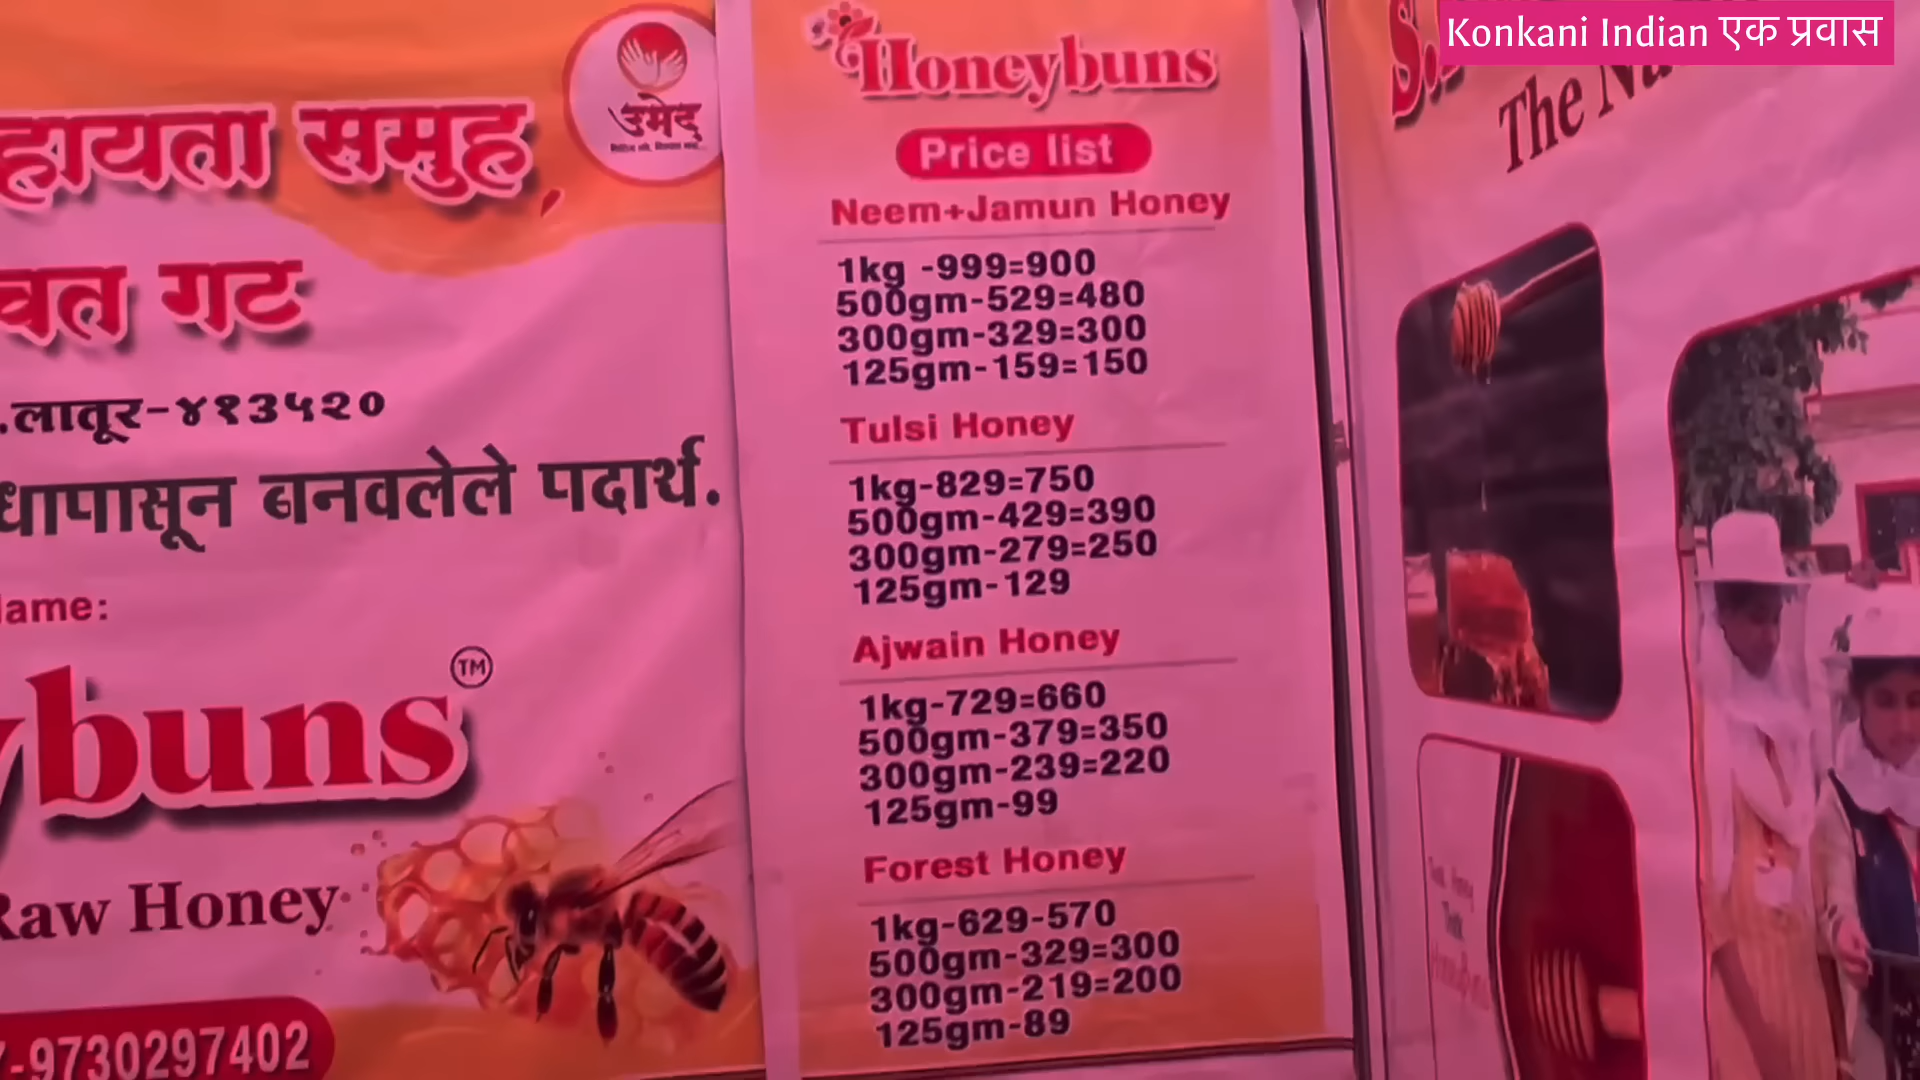 Konkani Indian एक प्रवास
हायता समुह
उमेद
चत गट
.लातूर-४१३५२०
धापासून बनवलेले पदार्थ.
ame:
ybuns
TM
Raw Honey
-9730297402
Honeybuns
Price list
Neem+Jamun Honey
1kg -999=900
500gm-529=480
300gm-329=300
125gm-159=150
Tulsi Honey
1kg-829=750
500gm-429=390
300gm-279=250
125gm-129
Ajwain Honey
1kg-729=660
500gm-379=350
300gm-239=220
125gm-99
Forest Honey
1kg-629-570
500gm-329=300
300gm-219=200
125gm-89
The